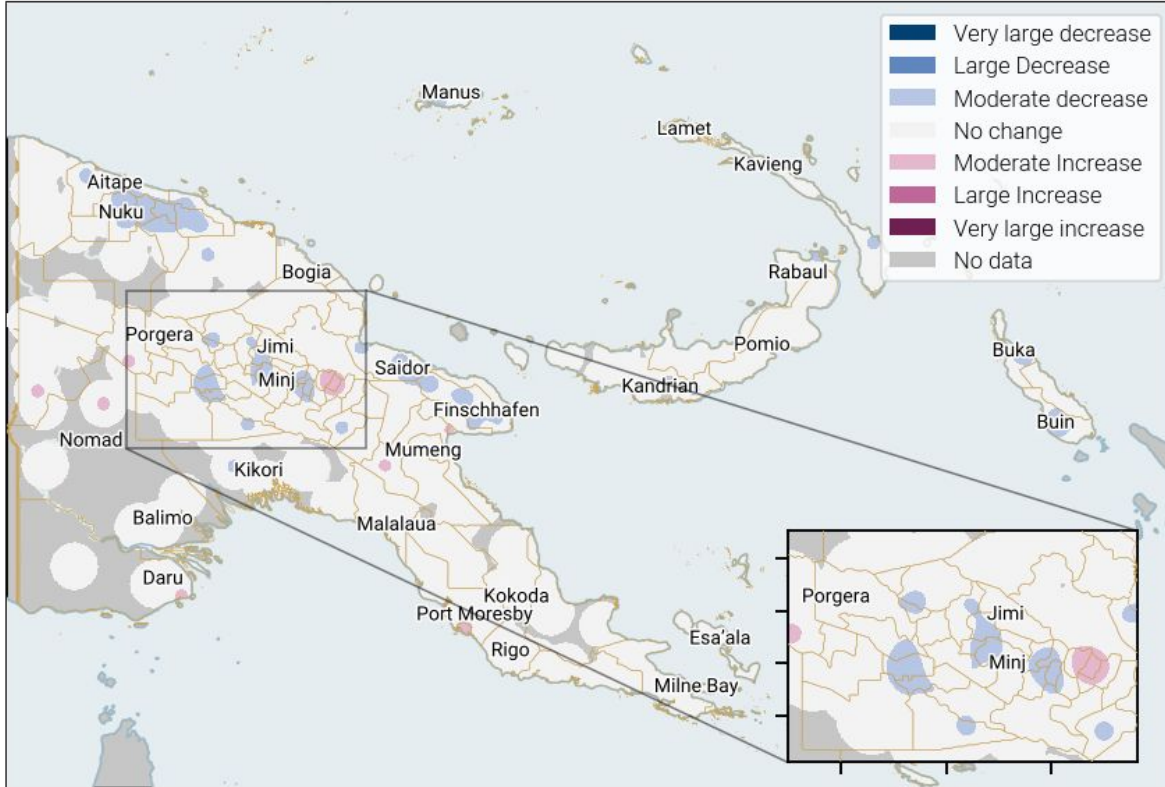 Very large decrease
Large Decrease
Moderate decrease
No change
Moderate Increase
Large Increase
Very large increase
No data
Manus
Lamet
Kavieng
Aitape
Nuku
Bogia
Rabaul
Porgera
Jimi
Minj
Saidor
Pomio
Buka
Kandrian
Finschhafen
Buin
Nomad
Mumeng
Kikori
Balimo
Malalaua
Daru
Kokoda
Port Moresby
Rigo
Esa'ala
Milne Bay
Porgera
Jimi
Minj